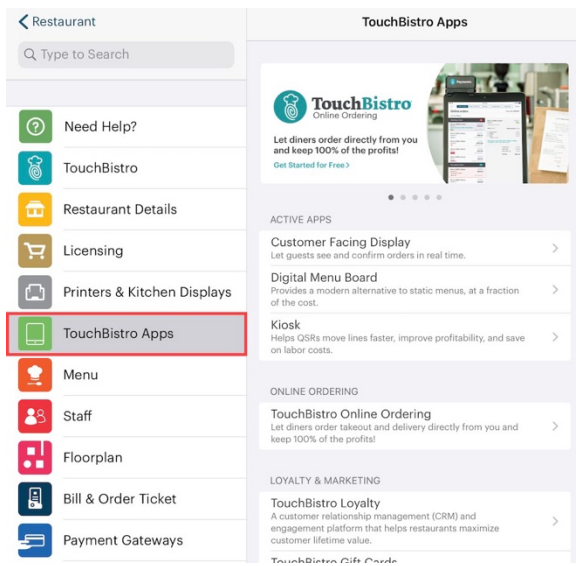 Restaurant
Type to Search
Need Help?
TouchBistro
Restaurant Details
Licensing
Printers & Kitchen Displays
TouchBistro Apps
Menu
Staff
Floorplan
Bill & Order Ticket
Payment Gateways
TouchBistro Apps
TouchBistro
Online Ordering
Let diners order directly from you
and keep 100% of the profits!
Get Started for Free>
ACTIVE APPS
Customer Facing Display
Let guests see and confirm orders in real time.
Digital Menu Board
Provides a modern alternative to static menus, at a fraction
of the cost.
Kiosk
Helps QSRs move lines faster, improve profitability, and save
on labor costs.
ONLINE ORDERING
TouchBistro Online Ordering
Let diners order takeout and delivery directly from you and
keep 100% of the profits!
LOYALTY & MARKETING
TouchBistro Loyalty
A customer relationship management (CRM) and
engagement platform that helps restaurants maximize
customer lifetime value.
TouchBistro Gift Cards